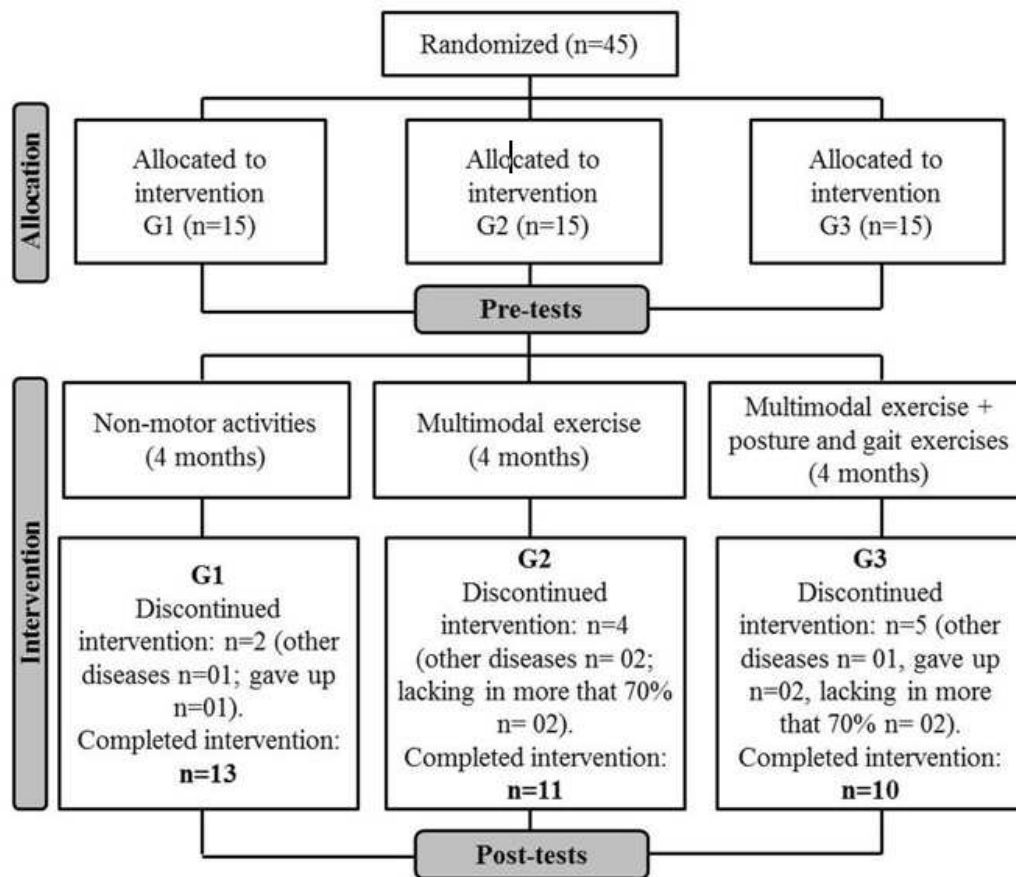 Randomized (n=45)
Allocation
Allocated to
intervention
G1 (n=15)
Allocated to
intervention
G2 (n=15)
Allocated to
intervention
G3 (n=15)
Pre-tests
Intervention
Non-motor activities
(4 months)
Multimodal exercise
(4 months)
Multimodal exercise +
posture and gait exercises
(4 months)
G1
Discontinued
intervention: n=2 (other
diseases n=01; gave up
n=01).
Completed intervention:
n=13
G2
Discontinued
intervention: n=4
(other diseases n= 02;
lacking in more that 70%
n= 02).
Completed intervention:
n=11
G3
Discontinued
intervention: n=5 (other
diseases n= 01, gave up
n=02, lacking in more
that 70% n= 02).
Completed intervention:
n=10
Post-tests